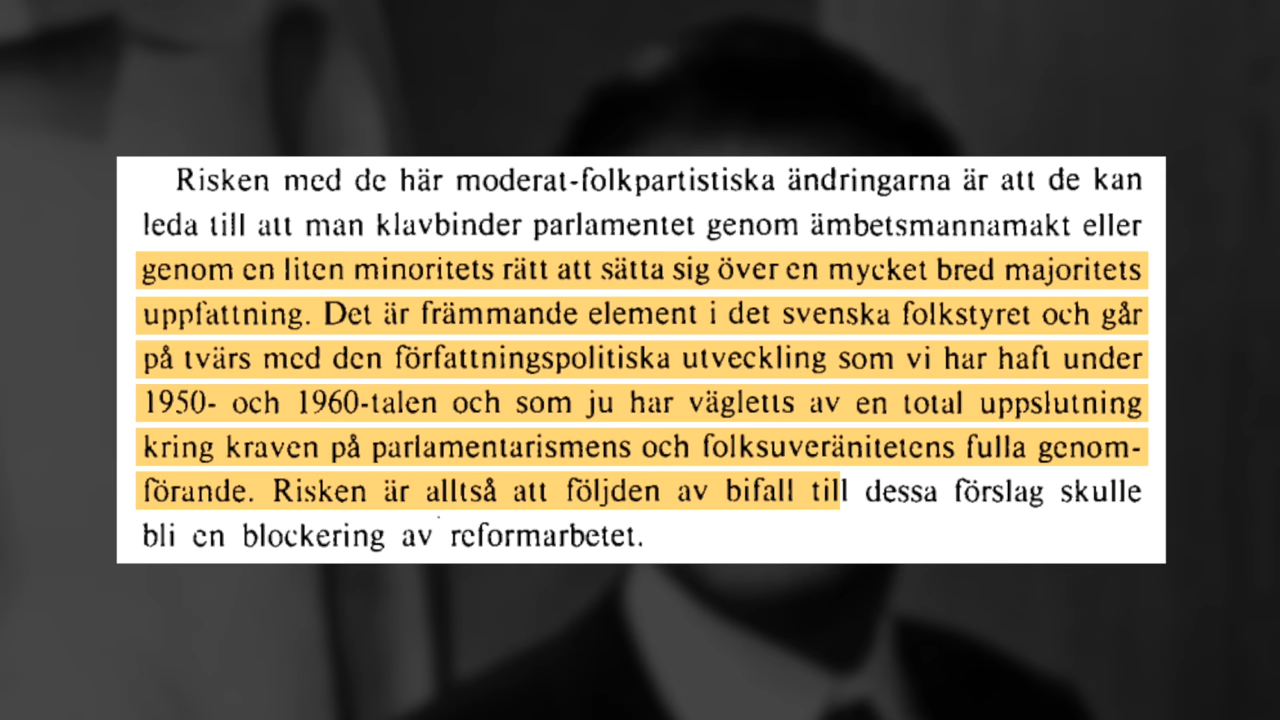 Risken med de här moderat-folkpartistiska ändringarna är att de kan
leda till att man klavbinder parlamentet genom ämbetsmannamakt eller
genom en liten minoritets rätt att sätta sig över en mycket bred majoritets
uppfattning. Det är främmande element i det svenska folkstyret och går
på tvärs med den författningspolitiska utveckling som vi har haft under
1950- och 1960-talen och som ju har vägletts av en total uppslutning
kring kraven på parlamentarismens och folksuveränitetens fulla genom-
förande. Risken är alltså att följden av bifall till dessa förslag skulle
bli en blockering av reformarbetet.